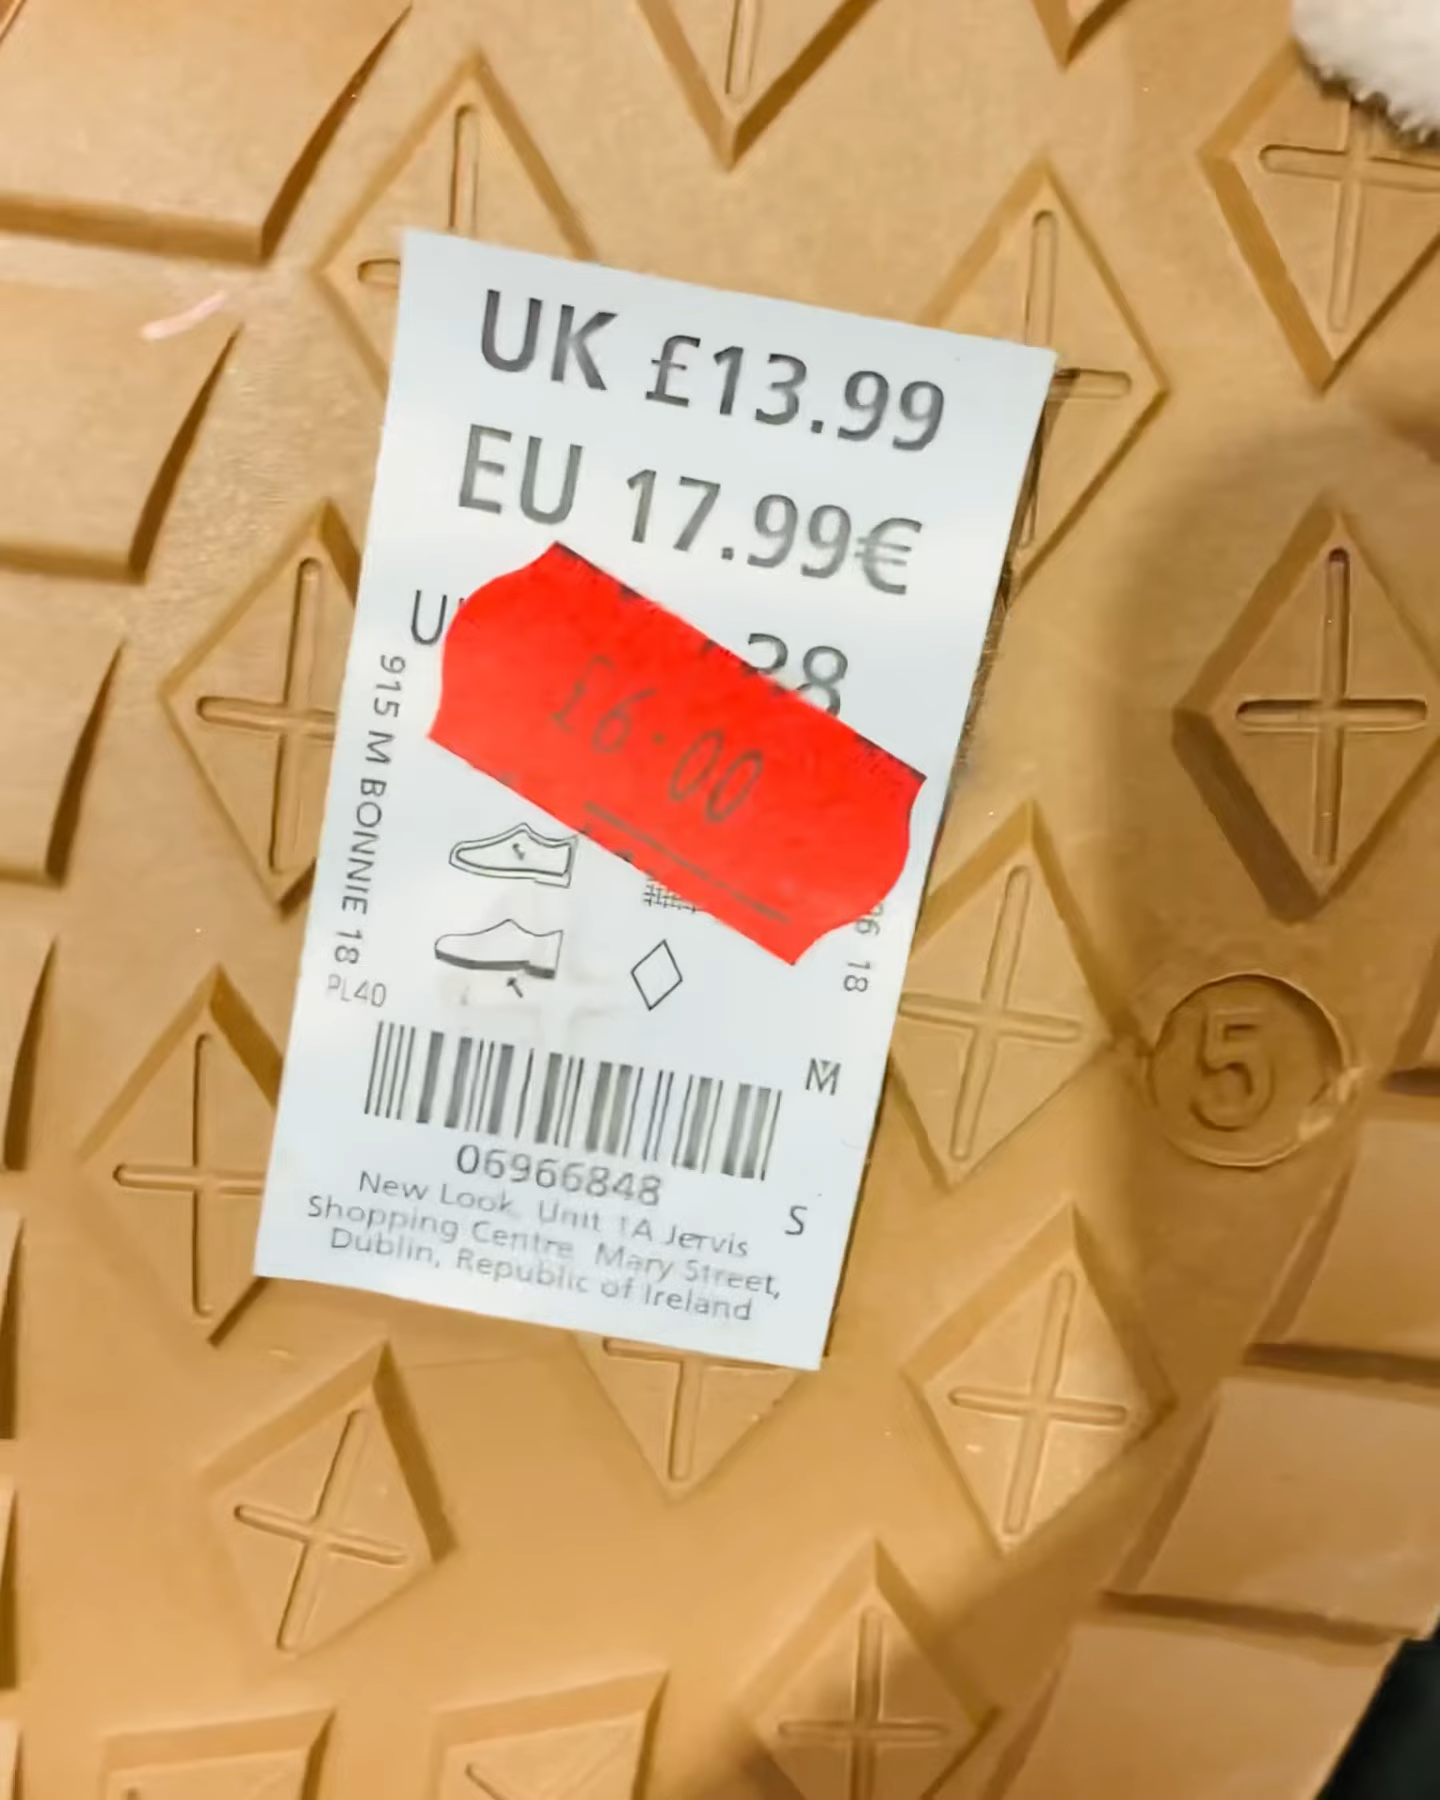 UK £13.99
EU 17.99€
38
£6.00
915 M BONNIE 18
PL40
18
M
06966848
S
New Look, Unit 1A Jervis
Shopping Centre Mary Street,
Dublin, Republic of Ireland
5